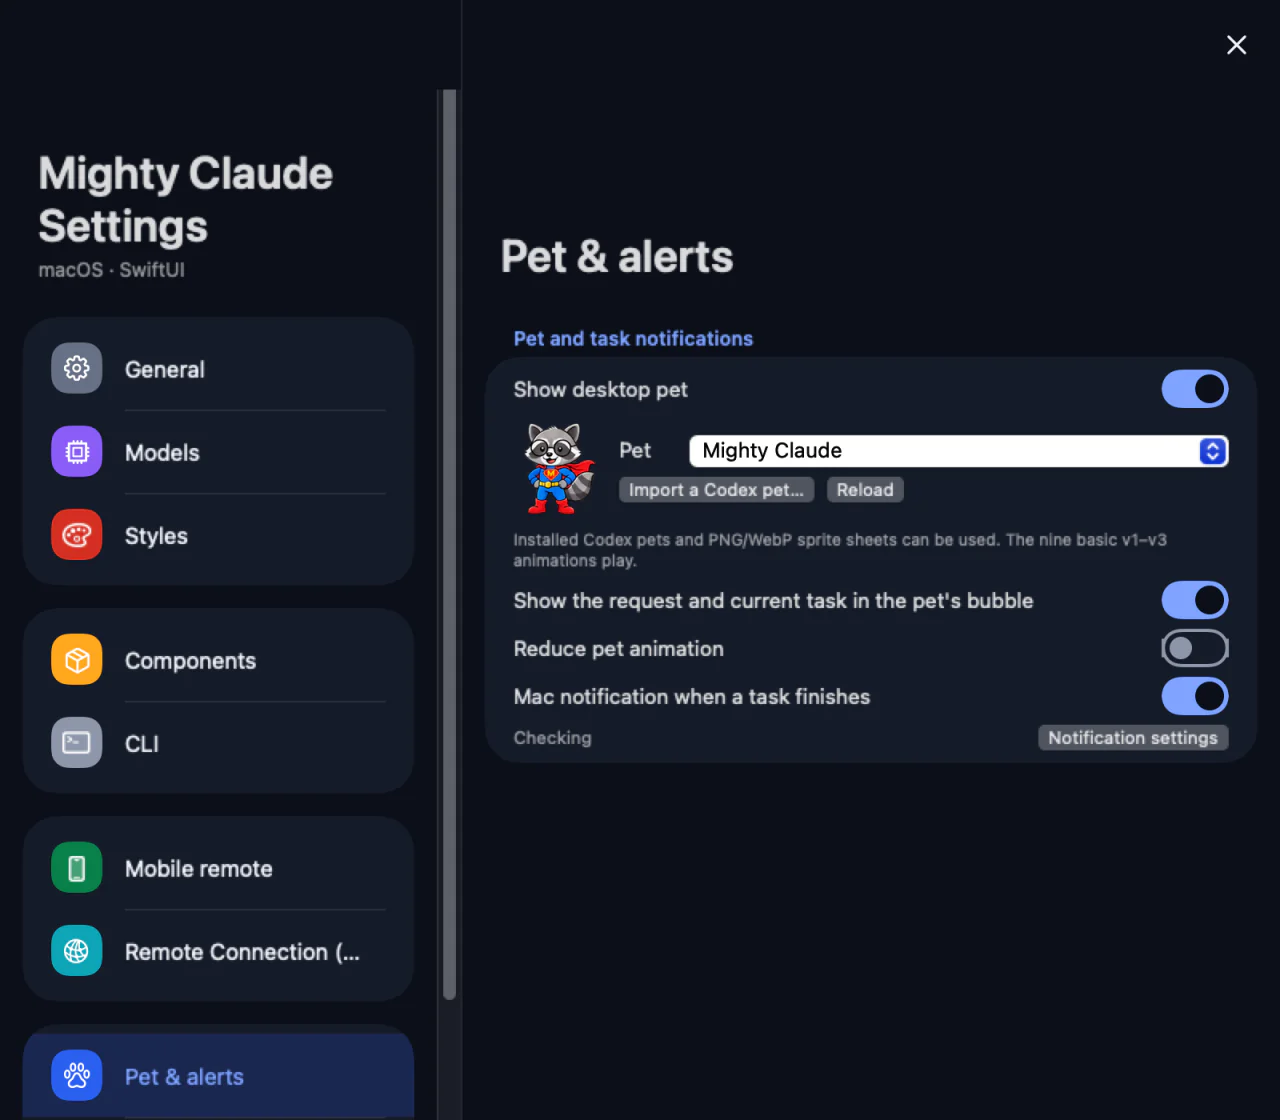 Mighty Claude
Settings
macOS · SwiftUI
General
Models
Styles
Components
CLI
Mobile remote
Remote Connection (...
Pet & alerts
Pet & alerts
Pet and task notifications
Show desktop pet
Pet
Mighty Claude
Import a Codex pet...
Reload
Installed Codex pets and PNG/WebP sprite sheets can be used. The nine basic v1–v3
animations play.
Show the request and current task in the pet's bubble
Reduce pet animation
Mac notification when a task finishes
Checking
Notification settings